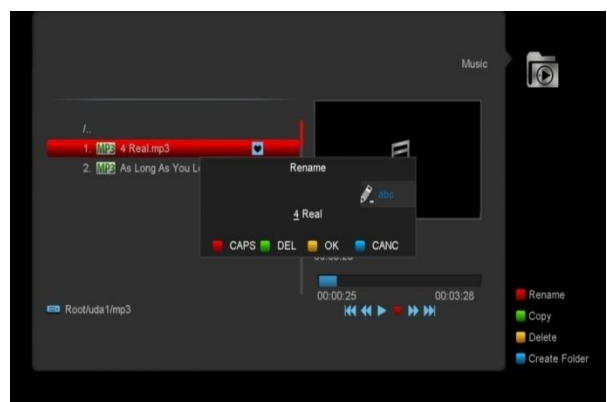 Music
/..
1. MP3 4 Real.mp3
2. MP3 As Long As You L
Rename
abc
4 Real
CAPS DEL OK CANC
00:00:25 00:03:28
Root/uda1/mp3
Rename
Copy
Delete
Create Folder